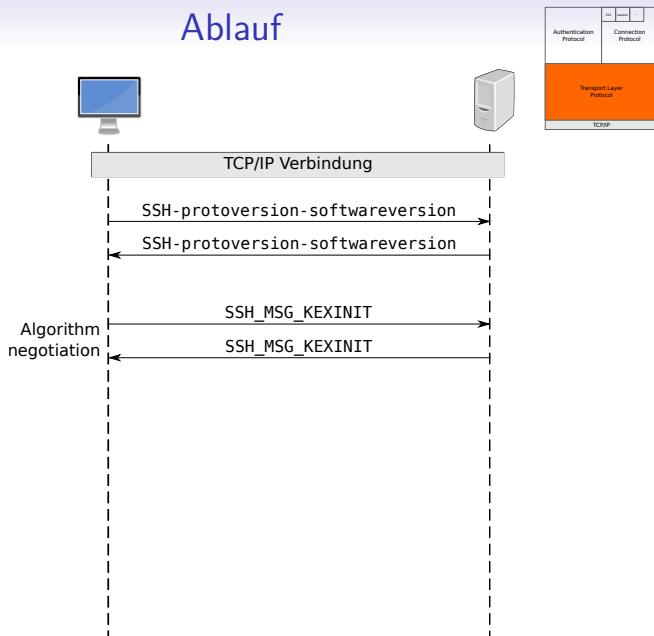 Ablauf
Authentication
Protocol
Connection
Protocol
Transport Layer
Protocol
TCP/IP
TCP/IP Verbindung
SSH-protoversion-softwareversion
SSH-protoversion-softwareversion
SSH_MSG_KEXINIT
Algorithm
negotiation
SSH_MSG_KEXINIT